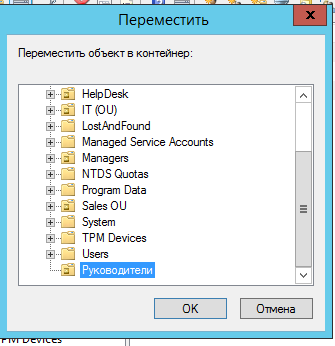 Переместить
Переместить объект в контейнер:
HelpDesk
IT (OU)
LostAndFound
Managed Service Accounts
Managers
NTDS Quotas
Program Data
Sales OU
System
TPM Devices
Users
Руководители
OK
Отмена
PM Devices